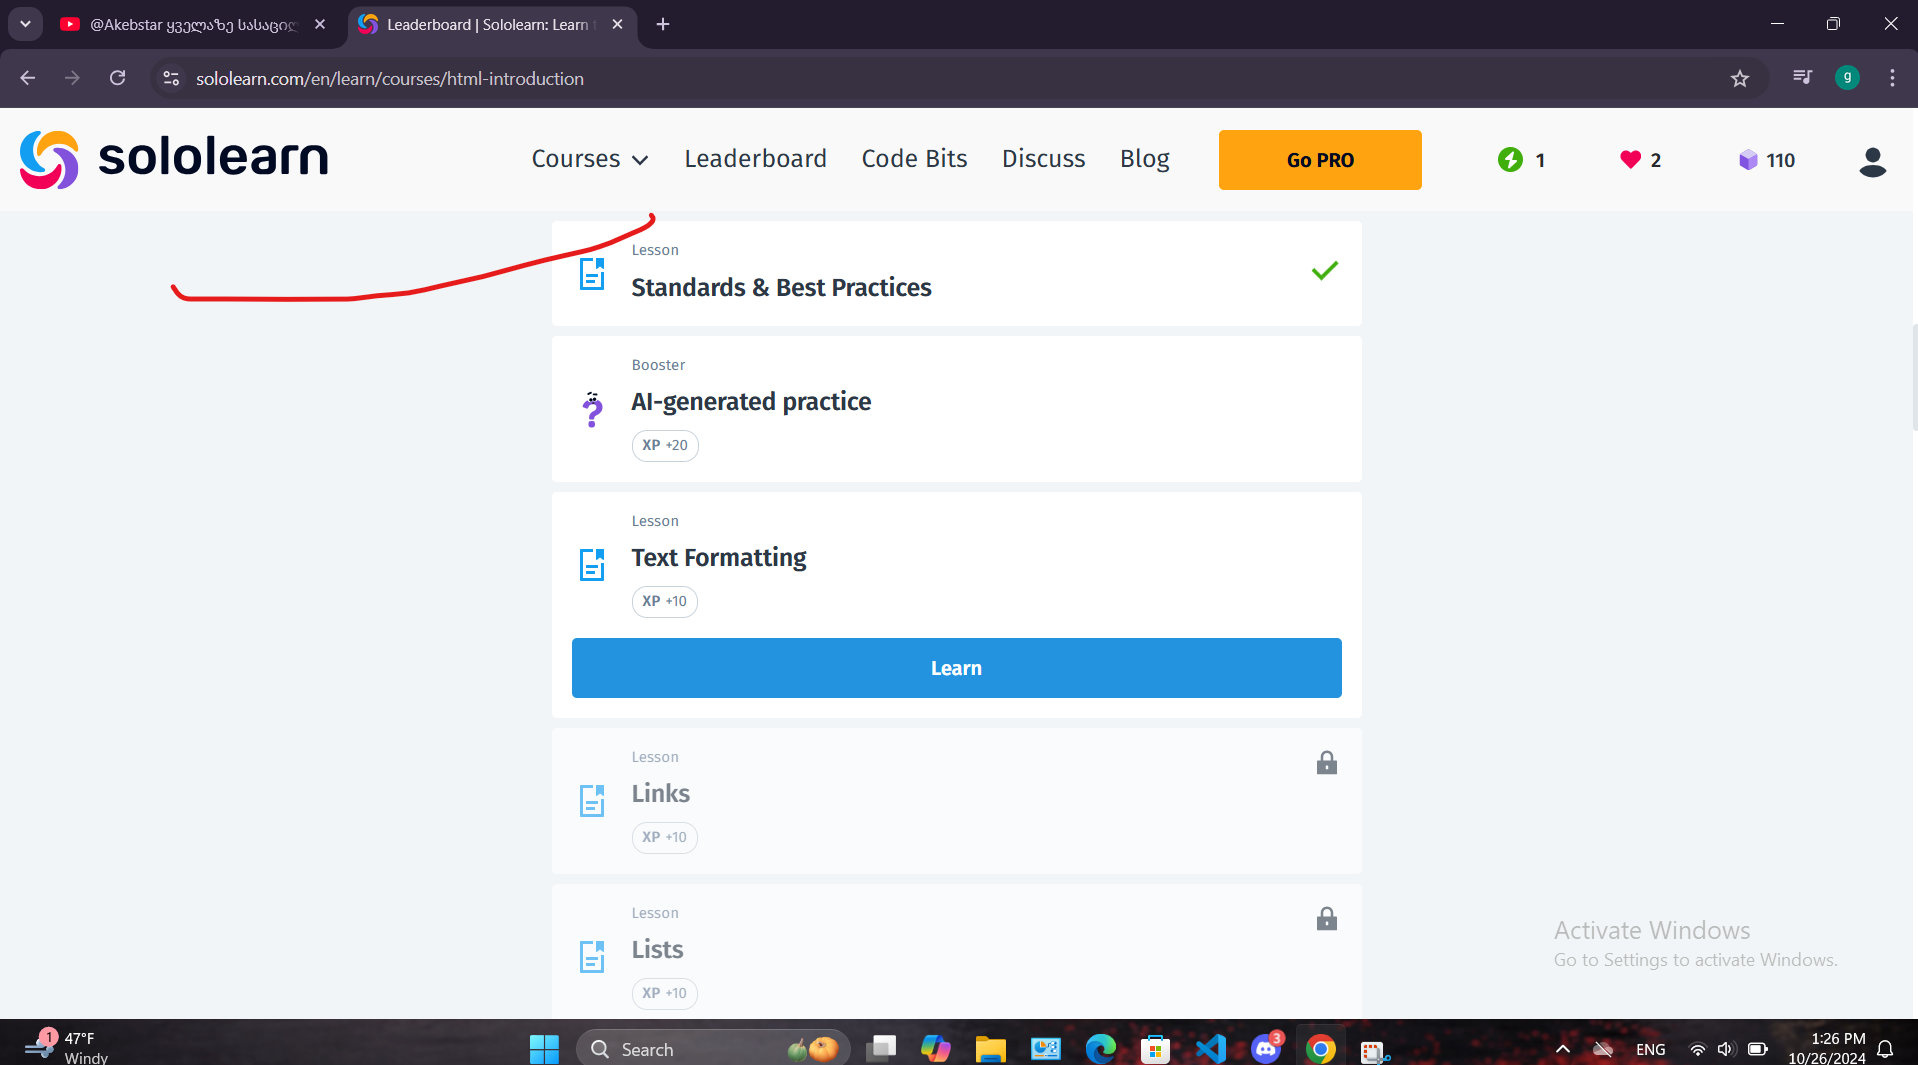 @Akebstar ყველაზე სასაცილ
Leaderboard | Sololearn: Learn t
sololearn.com/en/learn/courses/html-introduction
g
sololearn
Courses
Leaderboard
Code Bits
Discuss
Blog
Go PRO
1
2
110
Lesson
Standards & Best Practices
Booster
AI-generated practice
XP +20
Lesson
Text Formatting
XP +10
Learn
Lesson
Links
XP +10
Lesson
Lists
XP +10
Activate Windows
Go to Settings to activate Windows.
1
47°F
Windy
Search
3
ENG
1:26 PM
10/26/2024